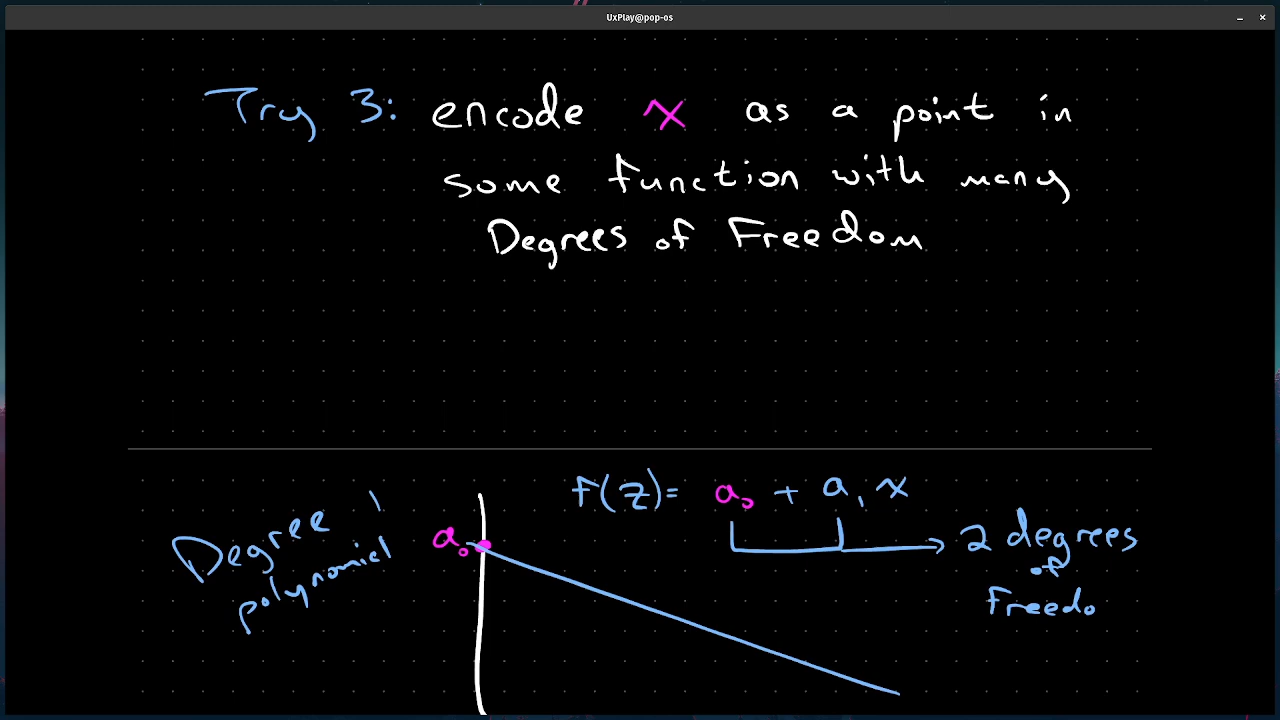 UxPlay@pop-os
Try 3: encode x as a point in
some function with many
Degrees of Freedom
f(z)= a₀ + a₁ x
Degree 1
polynomial
a₀
2 degrees
of
Freedo